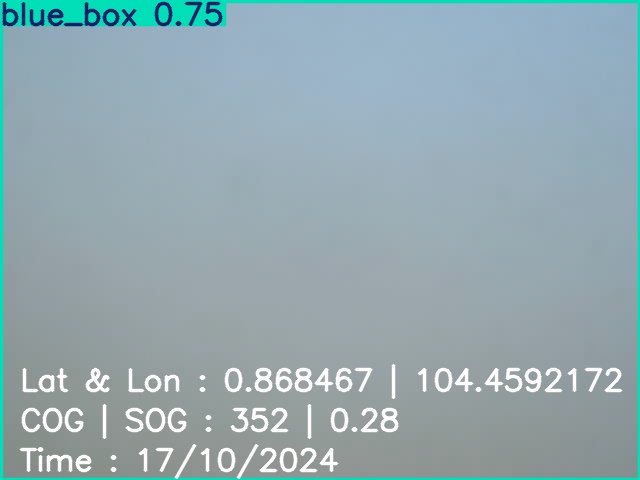 blue_box 0.75
Lat & Lon : 0.868467 | 104.4592172
COG | SOG : 352 | 0.28
Time : 17/10/2024